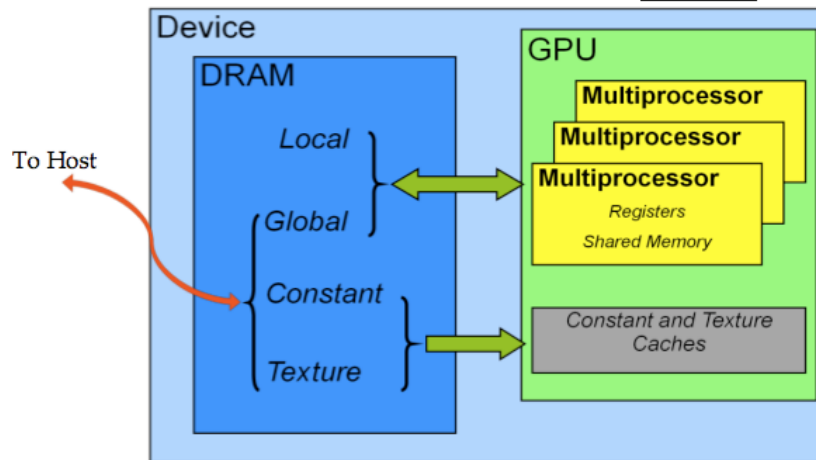 Device
DRAM
GPU
Local
Global
Constant
Texture
To Host
Multiprocessor
Multiprocessor
Multiprocessor
Registers
Shared Memory
Constant and Texture
Caches